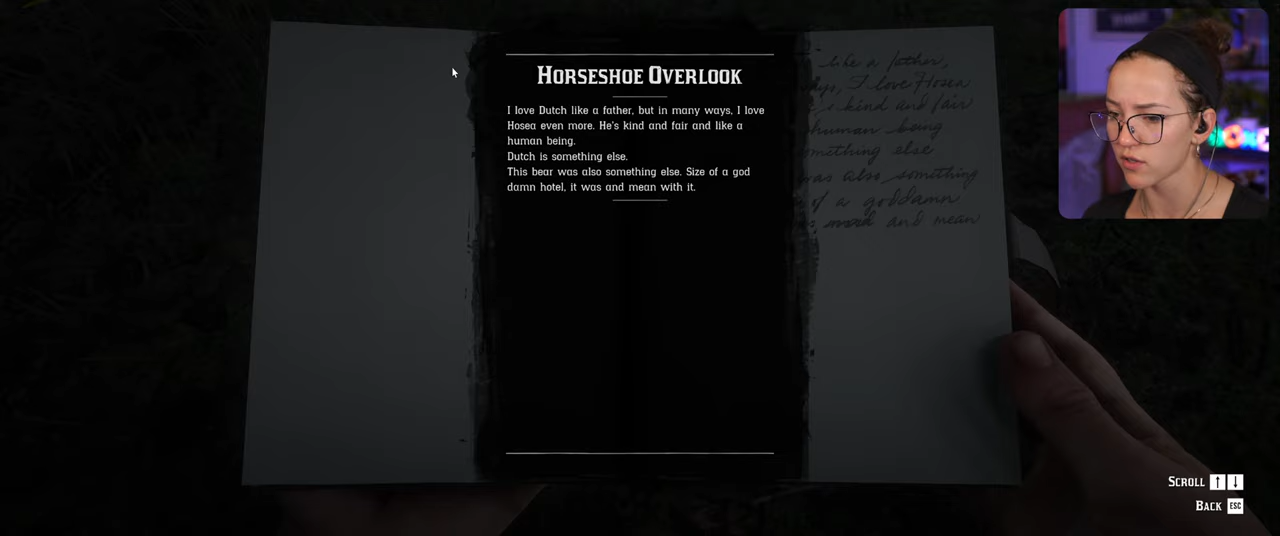 HORSESHOE OVERLOOK
I love Dutch like a father, but in many ways, I love
Hosea even more. He's kind and fair and like a
human being.
Dutch is something else.
This bear was also something else. Size of a god
damn hotel, it was and mean with it.
like a father,
I love Hosea
kind and fair
human being
something else
was also something
of a goddamn
and mean
SCROLL ↑ ↓
BACK ESC